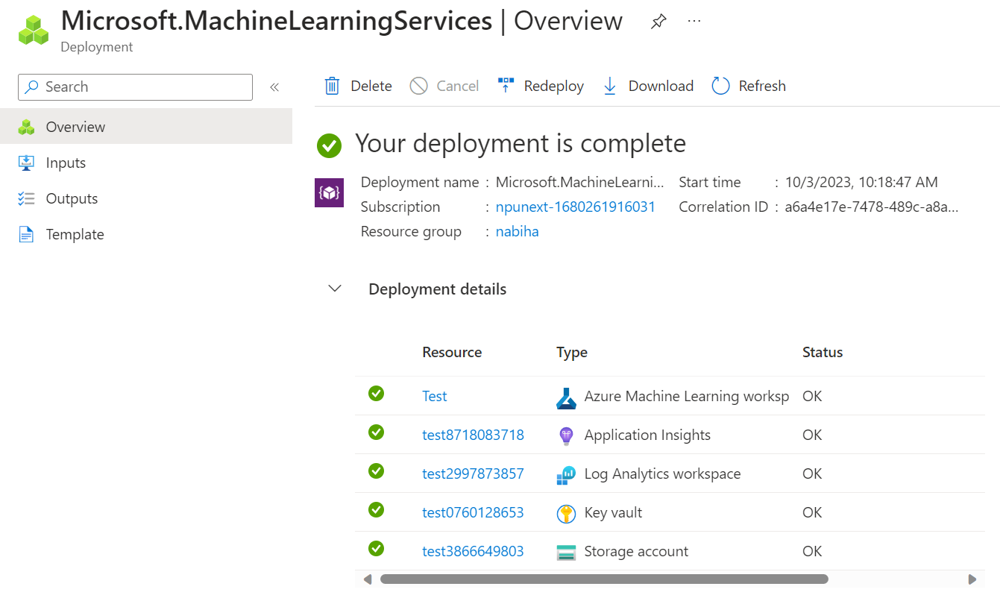 Microsoft.MachineLearningServices | Overview
Deployment
Search
Delete Cancel Redeploy Download Refresh
Overview
Inputs
Outputs
Template
Your deployment is complete
Deployment name : Microsoft.MachineLearni... Start time : 10/3/2023, 10:18:47 AM
Subscription : npunext-1680261916031 Correlation ID : a6a4e17e-7478-489c-a8a...
Resource group : nabiha
Deployment details
Resource Type Status
Test Azure Machine Learning worksp OK
test8718083718 Application Insights OK
test2997873857 Log Analytics workspace OK
test0760128653 Key vault OK
test3866649803 Storage account OK